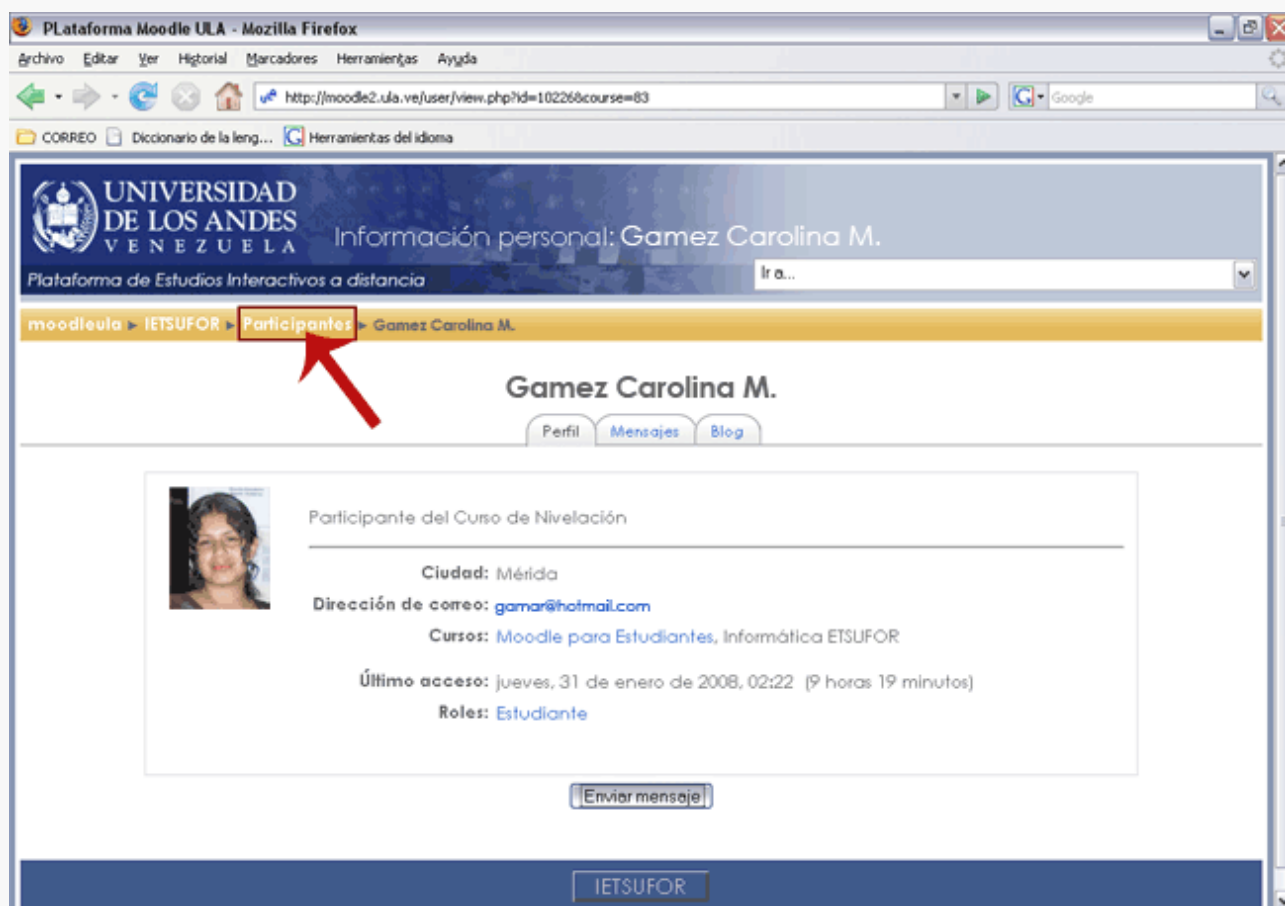 PLataforma Moodle ULA - Mozilla Firefox
Archivo Editar Ver Historial Marcadores Herramientas Ayuda
http://moodle2.ula.ve/user/view.php?id=10226&course=83
Google
CORREO Diccionario de la leng... Herramientas del idioma
UNIVERSIDAD
DE LOS ANDES
VENEZUELA
Información personal: Gamez Carolina M.
Plataforma de Estudios Interactivos a distancia
Ir a...
moodleula ► IETSUFOR ► Participantes ► Gamez Carolina M.
Gamez Carolina M.
Perfil Mensajes Blog
Participante del Curso de Nivelación
Ciudad: Mérida
Dirección de correo: gamar@hotmail.com
Cursos: Moodle para Estudiantes, Informática ETSUFOR
Último acceso: jueves, 31 de enero de 2008, 02:22 (9 horas 19 minutos)
Roles: Estudiante
Enviar mensaje
IETSUFOR